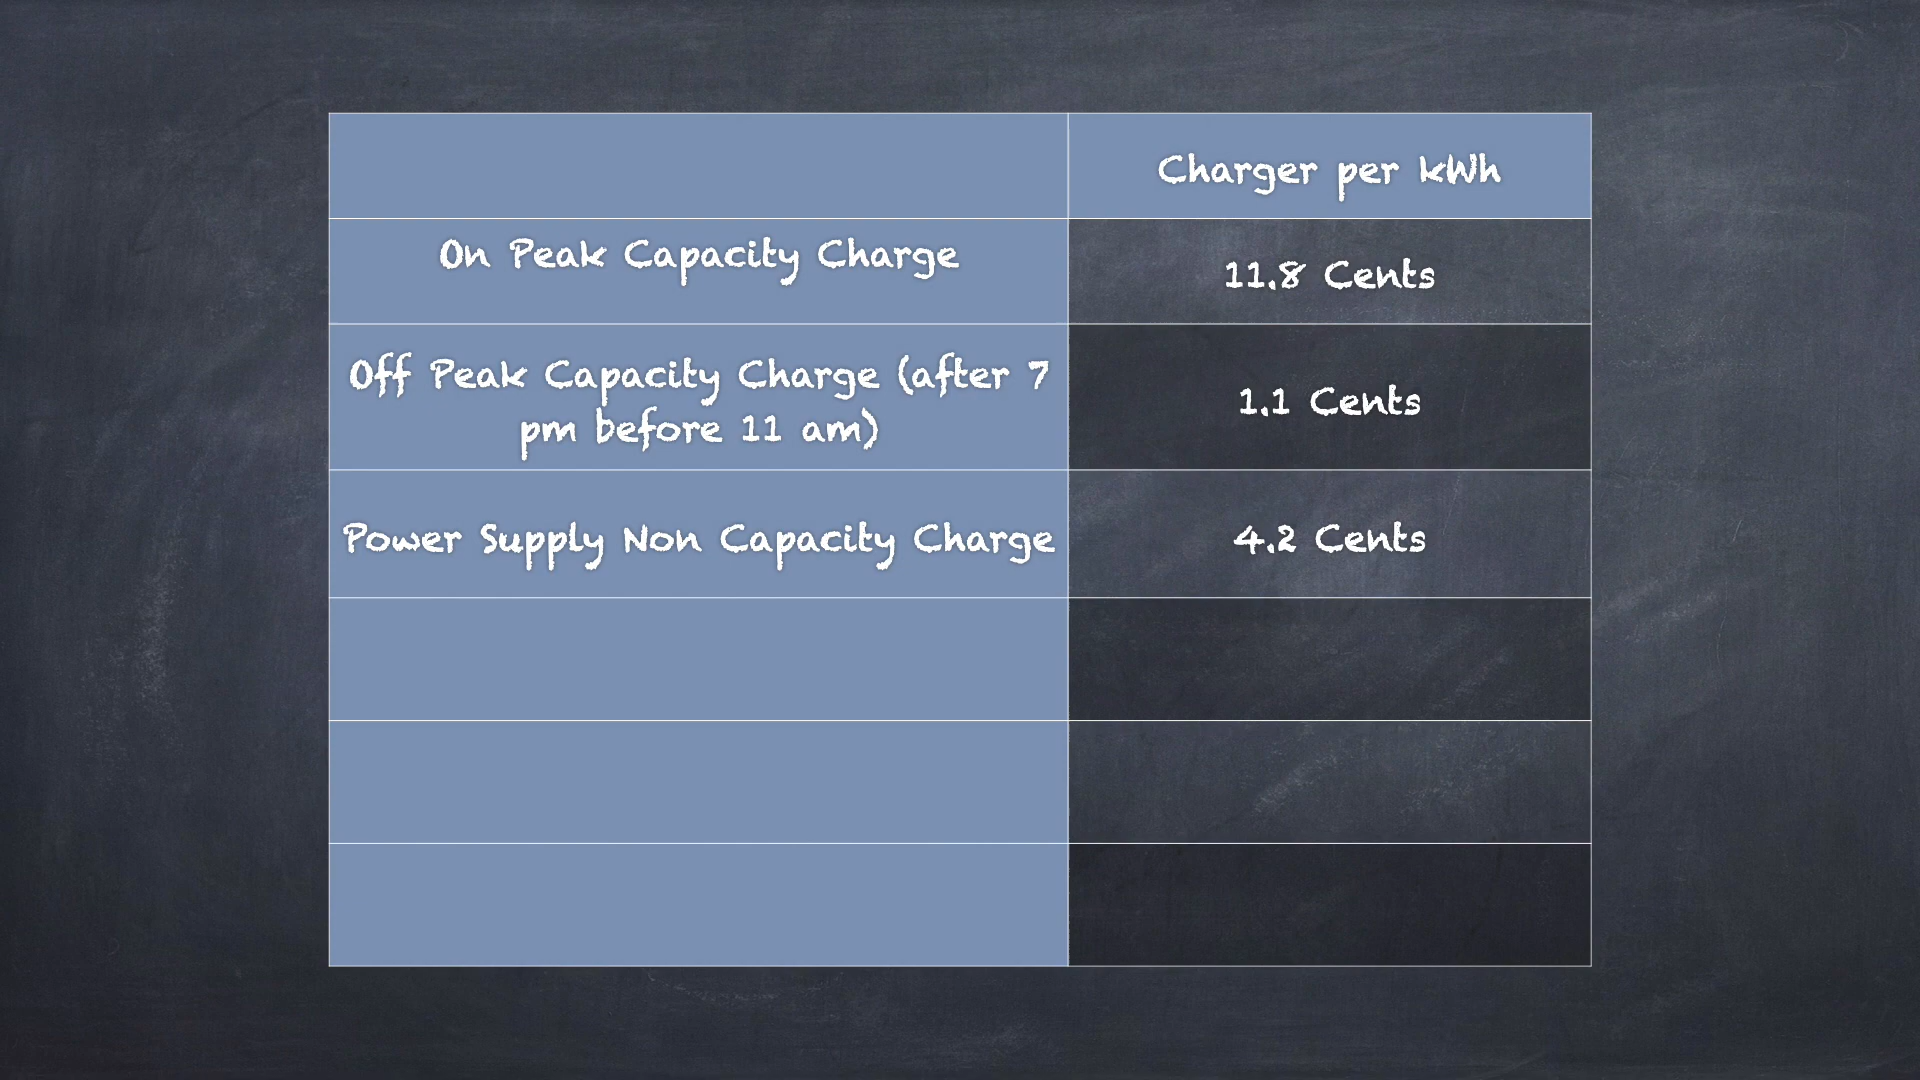 Charger per kWh
On Peak Capacity Charge
11.8 Cents
Off Peak Capacity Charge (after 7
pm before 11 am)
1.1 Cents
Power Supply Non Capacity Charge
4.2 Cents